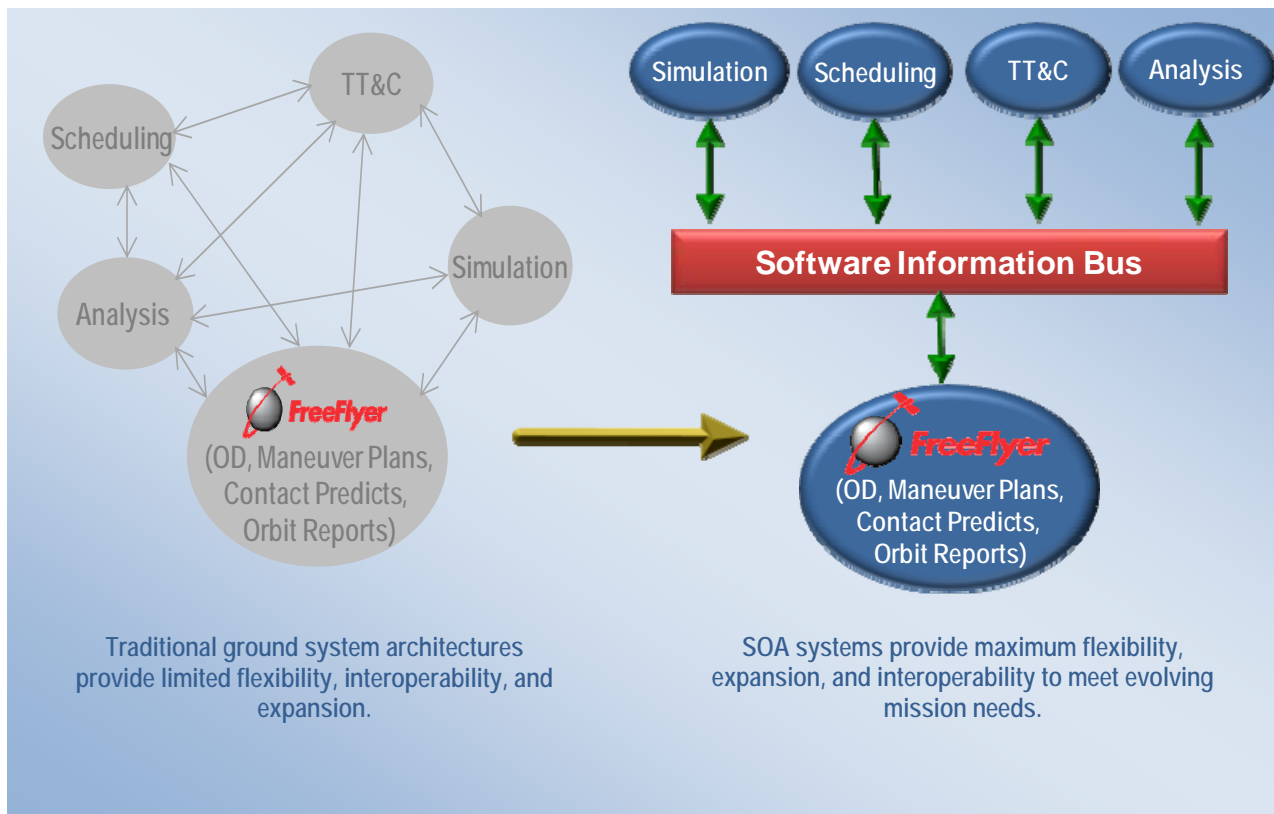 TT&C
Scheduling
Simulation
Analysis
FreeFlyer
(OD, Maneuver Plans,
Contact Predicts,
Orbit Reports)
Traditional ground system architectures
provide limited flexibility, interoperability, and
expansion.
Simulation
Scheduling
TT&C
Analysis
Software Information Bus
FreeFlyer
(OD, Maneuver Plans,
Contact Predicts,
Orbit Reports)
SOA systems provide maximum flexibility,
expansion, and interoperability to meet evolving
mission needs.